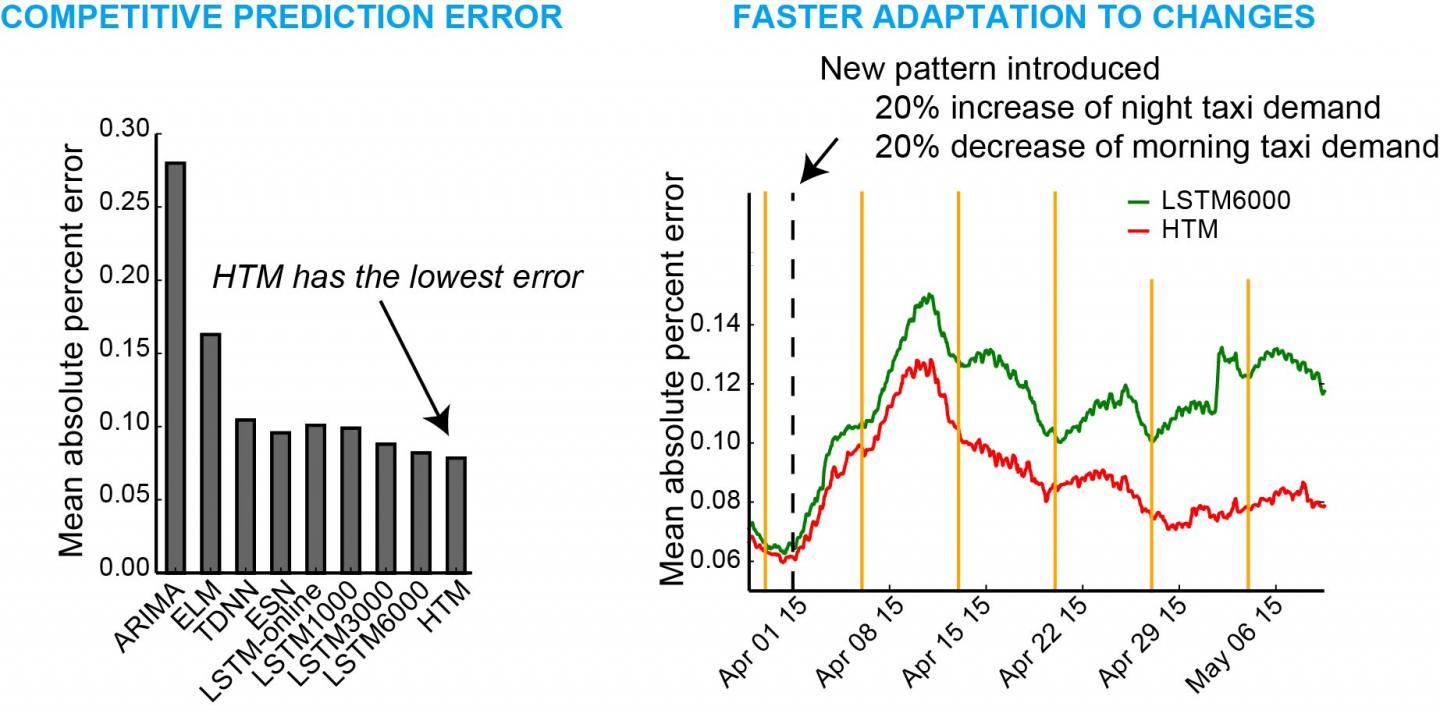 COMPETITIVE PREDICTION ERROR
Mean absolute percent error
0.30
0.25
0.20
0.15
0.10
0.05
0.00
HTM has the lowest error
ARIMA
ELM
TDNN
ESN
LSTM-online
LSTM1000
LSTM3000
LSTM6000
HTM
FASTER ADAPTATION TO CHANGES
New pattern introduced
20% increase of night taxi demand
20% decrease of morning taxi demand
LSTM6000
HTM
Mean absolute percent error
0.14
0.12
0.10
0.08
0.06
Apr 01 15
Apr 08 15
Apr 15 15
Apr 22 15
Apr 29 15
May 06 15